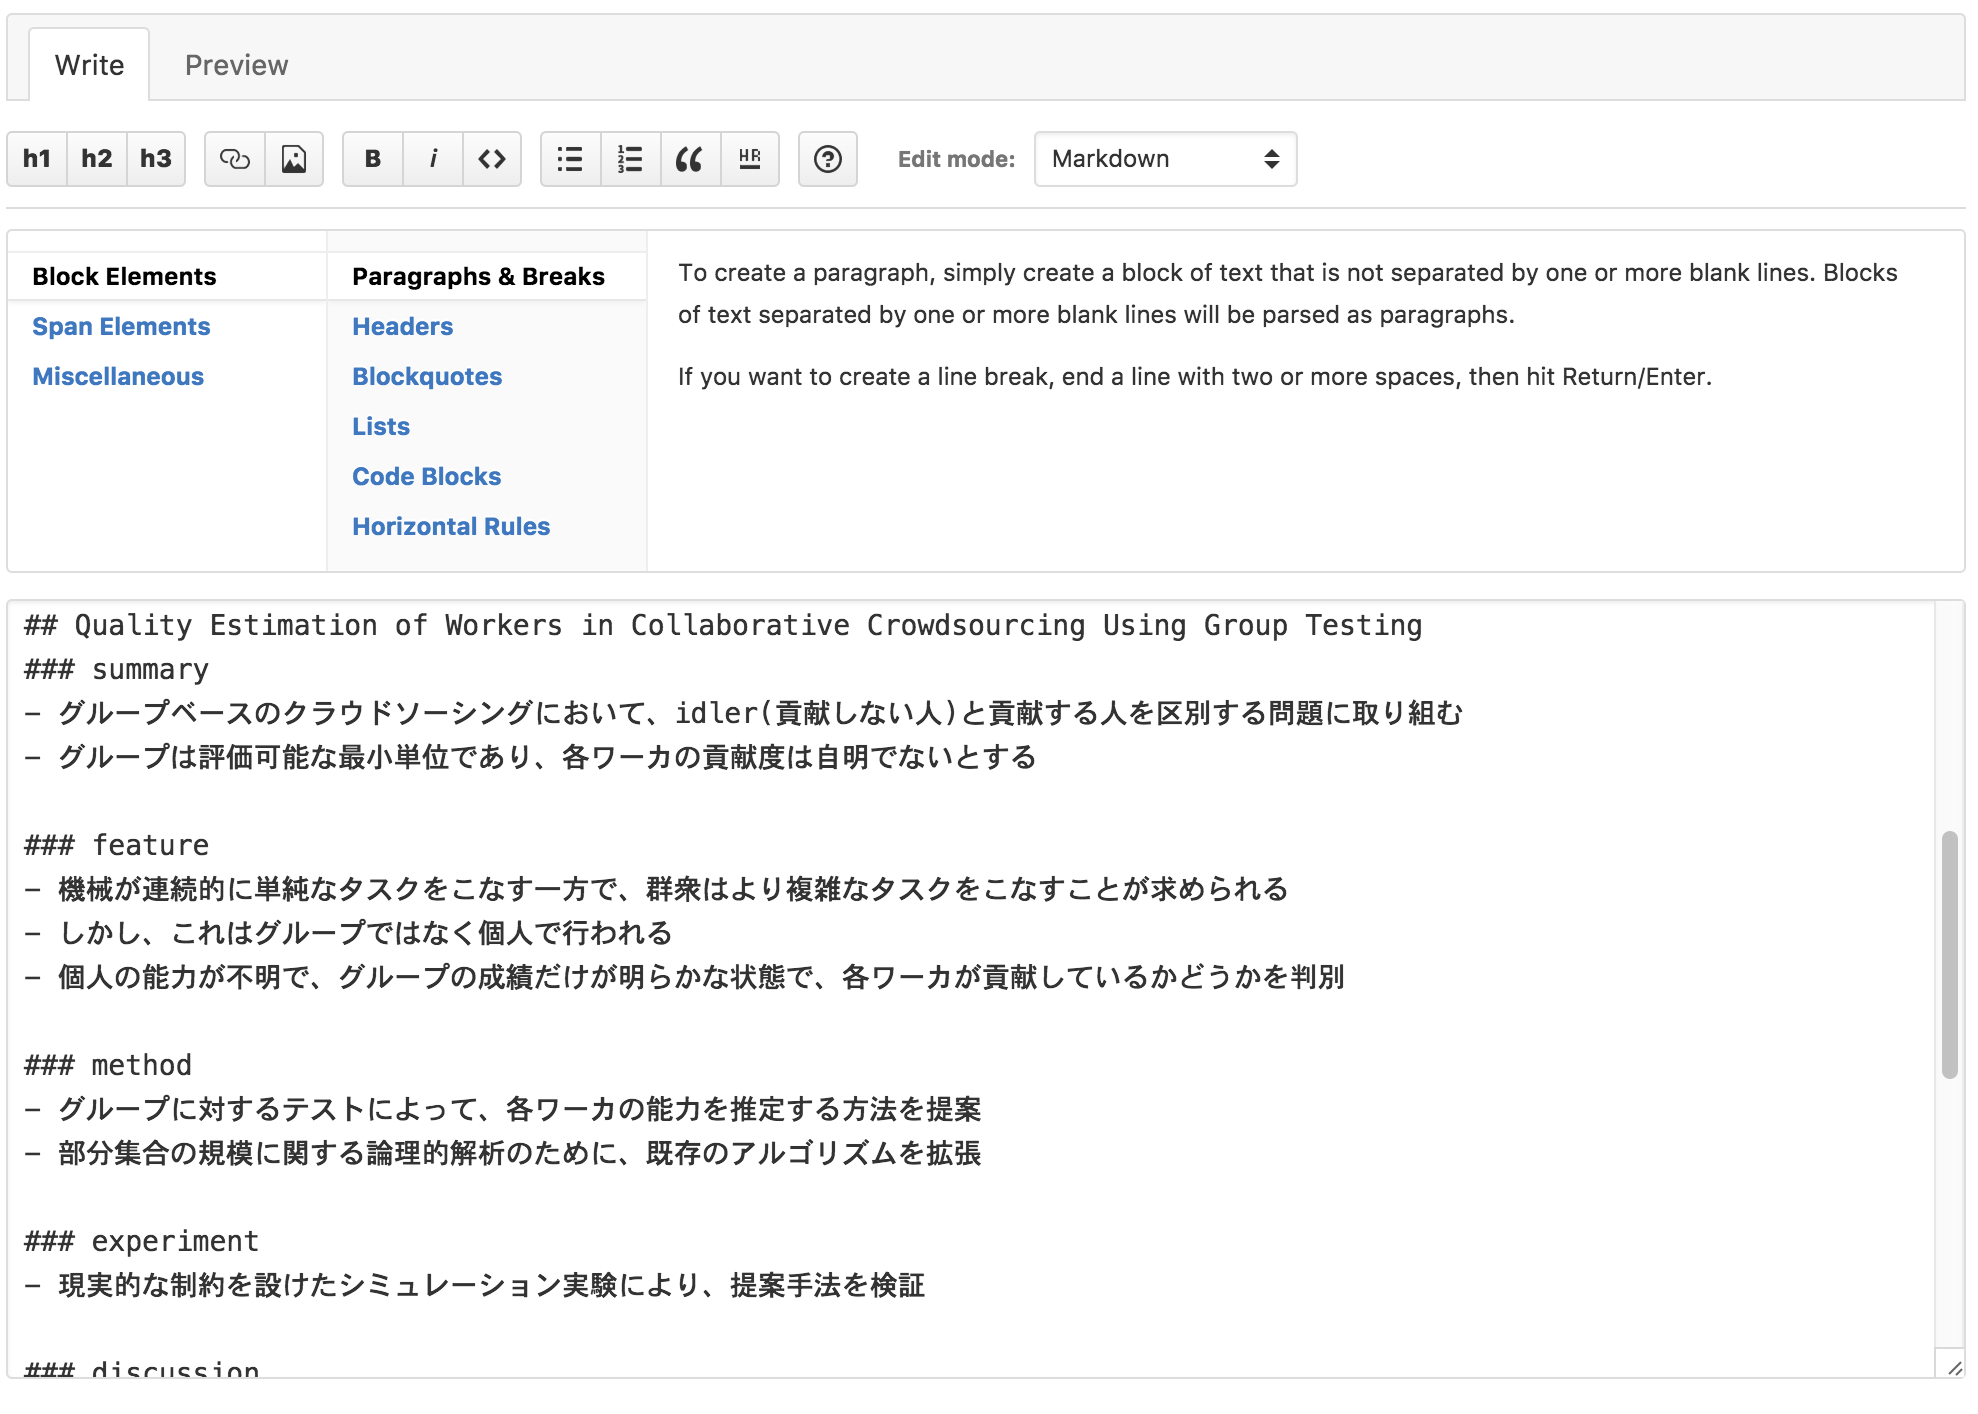 Write Preview
h1 h2 h3 B i <> 1 2 3 “ HR ? Edit mode: Markdown
Block Elements
Span Elements
Miscellaneous
Paragraphs & Breaks
Headers
Blockquotes
Lists
Code Blocks
Horizontal Rules
To create a paragraph, simply create a block of text that is not separated by one or more blank lines. Blocks
of text separated by one or more blank lines will be parsed as paragraphs.
If you want to create a line break, end a line with two or more spaces, then hit Return/Enter.
## Quality Estimation of Workers in Collaborative Crowdsourcing Using Group Testing
### summary
- グループベースのクラウドソーシングにおいて、idler(貢献しない人)と貢献する人を区別する問題に取り組む
- グループは評価可能な最小単位であり、各ワーカの貢献度は自明でないとする
### feature
- 機械が連続的に単純なタスクをこなす一方で、群衆はより複雑なタスクをこなすことが求められる
- しかし、これはグループではなく個人で行われる
- 個人の能力が不明で、グループの成績だけが明らかな状態で、各ワーカが貢献しているかどうかを判別
### method
- グループに対するテストによって、各ワーカの能力を推定する方法を提案
- 部分集合の規模に関する論理的解析のために、既存のアルゴリズムを拡張
### experiment
- 現実的な制約を設けたシミュレーション実験により、提案手法を検証
### discussion